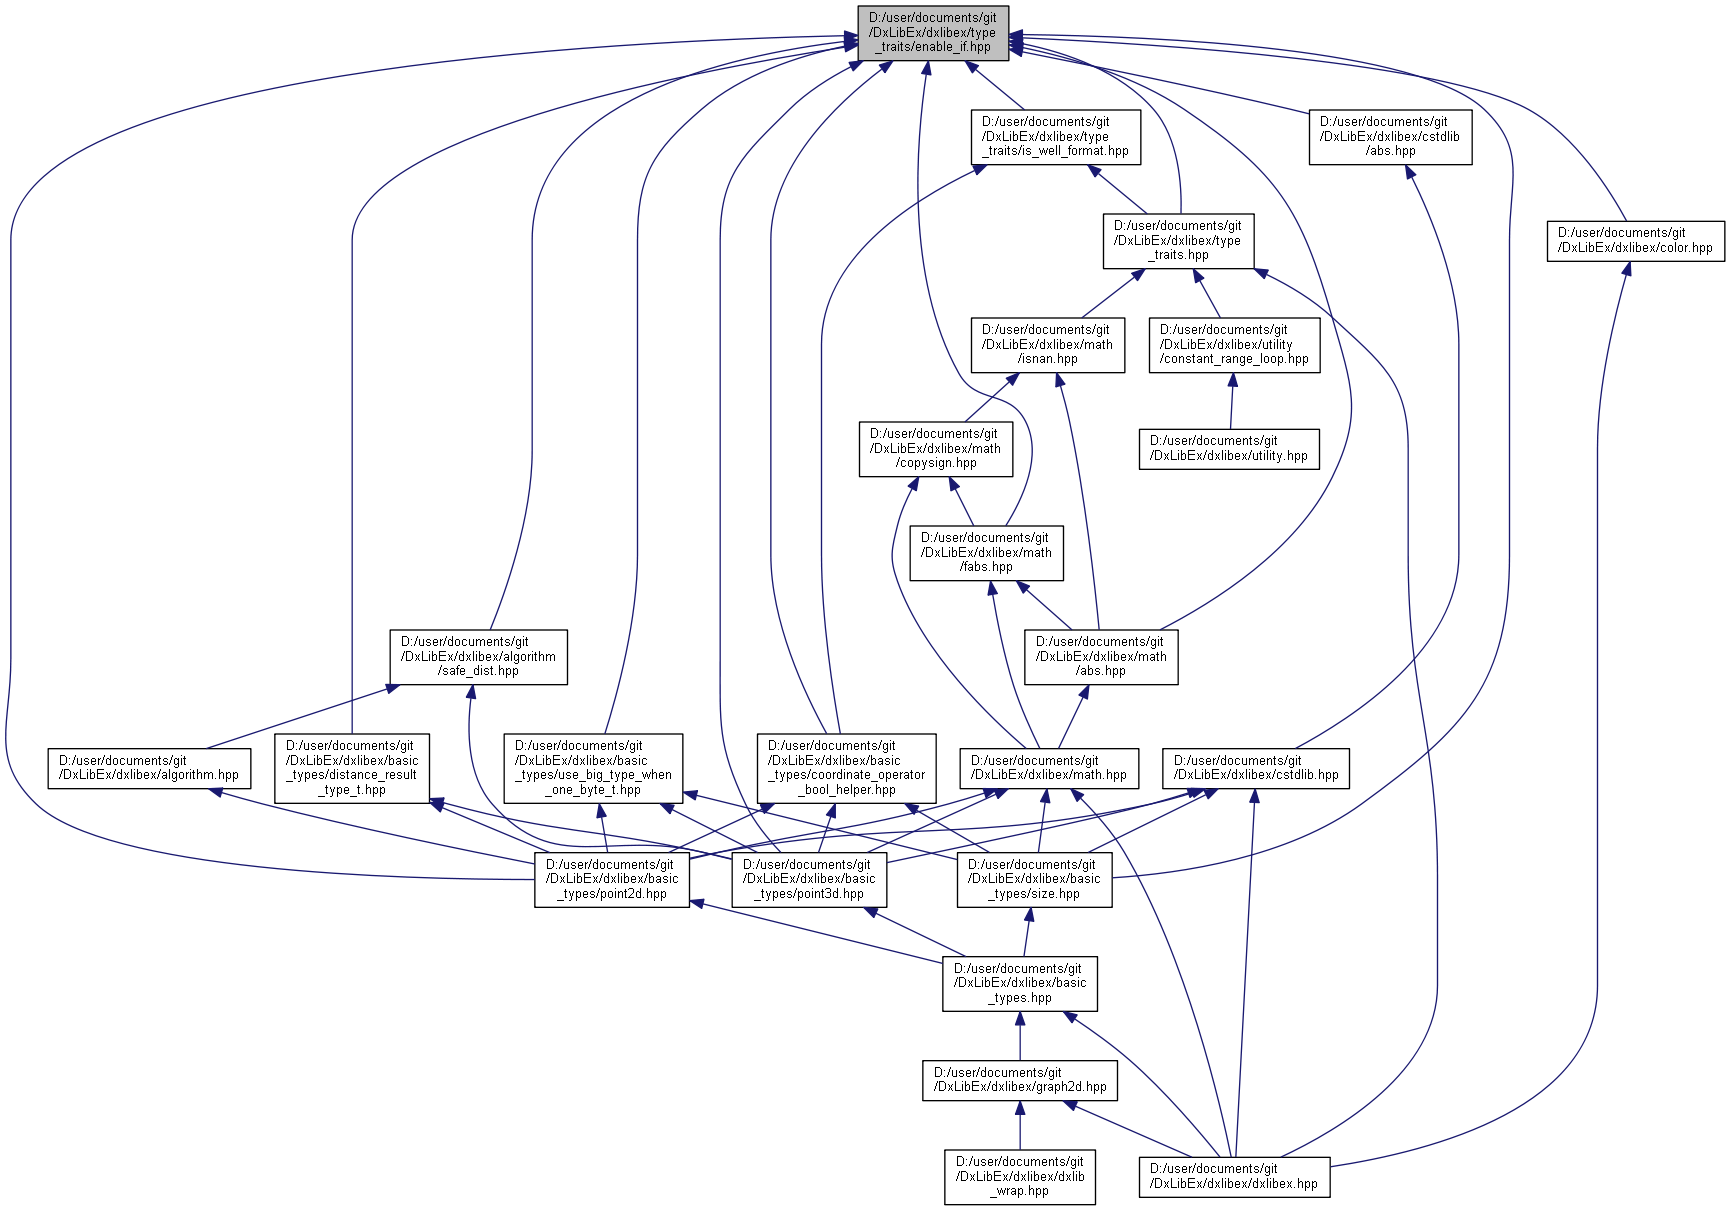 D:/user/documents/git
/DxLibEx/dxlibex/type
_traits/enable_if.hpp
D:/user/documents/git
/DxLibEx/dxlibex/type
_traits/is_well_format.hpp
D:/user/documents/git
/DxLibEx/dxlibex/cstdlib
/abs.hpp
D:/user/documents/git
/DxLibEx/dxlibex/type
_traits.hpp
D:/user/documents/git
/DxLibEx/dxlibex/color.hpp
D:/user/documents/git
/DxLibEx/dxlibex/math
/isnan.hpp
D:/user/documents/git
/DxLibEx/dxlibex/utility
/constant_range_loop.hpp
D:/user/documents/git
/DxLibEx/dxlibex/math
/copysign.hpp
D:/user/documents/git
/DxLibEx/dxlibex/utility.hpp
D:/user/documents/git
/DxLibEx/dxlibex/math
/fabs.hpp
D:/user/documents/git
/DxLibEx/dxlibex/algorithm
/safe_dist.hpp
D:/user/documents/git
/DxLibEx/dxlibex/math
/abs.hpp
D:/user/documents/git
/DxLibEx/dxlibex/algorithm.hpp
D:/user/documents/git
/DxLibEx/dxlibex/basic
_types/distance_result
_type_t.hpp
D:/user/documents/git
/DxLibEx/dxlibex/basic
_types/use_big_type_when
_one_byte_t.hpp
D:/user/documents/git
/DxLibEx/dxlibex/basic
_types/coordinate_operator
_bool_helper.hpp
D:/user/documents/git
/DxLibEx/dxlibex/math.hpp
D:/user/documents/git
/DxLibEx/dxlibex/cstdlib.hpp
D:/user/documents/git
/DxLibEx/dxlibex/basic
_types/point2d.hpp
D:/user/documents/git
/DxLibEx/dxlibex/basic
_types/point3d.hpp
D:/user/documents/git
/DxLibEx/dxlibex/basic
_types/size.hpp
D:/user/documents/git
/DxLibEx/dxlibex/basic
_types.hpp
D:/user/documents/git
/DxLibEx/dxlibex/graph2d.hpp
D:/user/documents/git
/DxLibEx/dxlibex/dxlib
_wrap.hpp
D:/user/documents/git
/DxLibEx/dxlibex/dxlibex.hpp